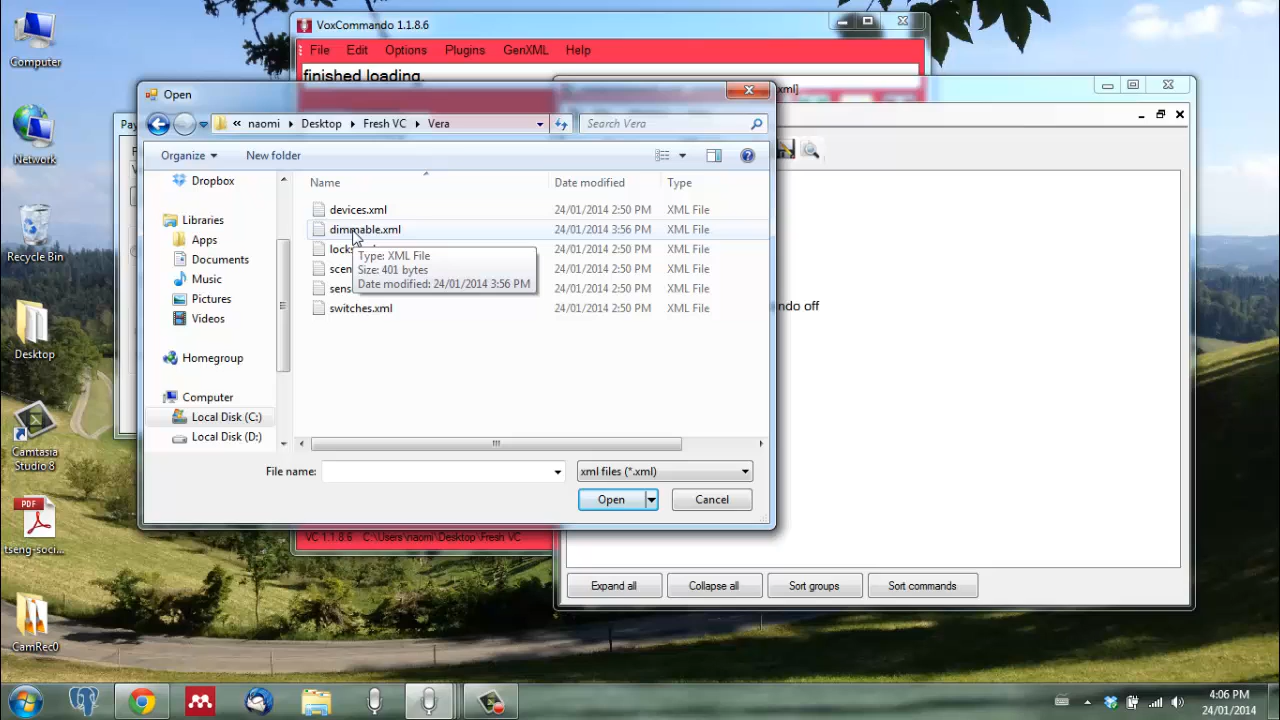 Computer
Network
Recycle Bin
Desktop
Camtasia
Studio 8
PDF
tseng-soci...
CamRec0
VoxCommando 1.1.8.6
File Edit Options Plugins GenXML Help
finished loading.
xml]
Open
« naomi Desktop Fresh VC Vera
Search Vera
Organize New folder
Dropbox
Libraries
Apps
Documents
Music
Pictures
Videos
Homegroup
Computer
Local Disk (C:)
Local Disk (D:)
Name Date modified Type
devices.xml 24/01/2014 2:50 PM XML File
dimmable.xml 24/01/2014 3:56 PM XML File
24/01/2014 2:50 PM XML File
24/01/2014 2:50 PM XML File
24/01/2014 2:50 PM XML File
switches.xml 24/01/2014 2:50 PM XML File
Type: XML File
Size: 401 bytes
Date modified: 24/01/2014 3:56 PM
File name:
xml files (*.xml)
Open Cancel
off
VC 1.1.8.6 C:\Users\naomi\Desktop\Fresh VC
Expand all Collapse all Sort groups Sort commands
4:06 PM
24/01/2014